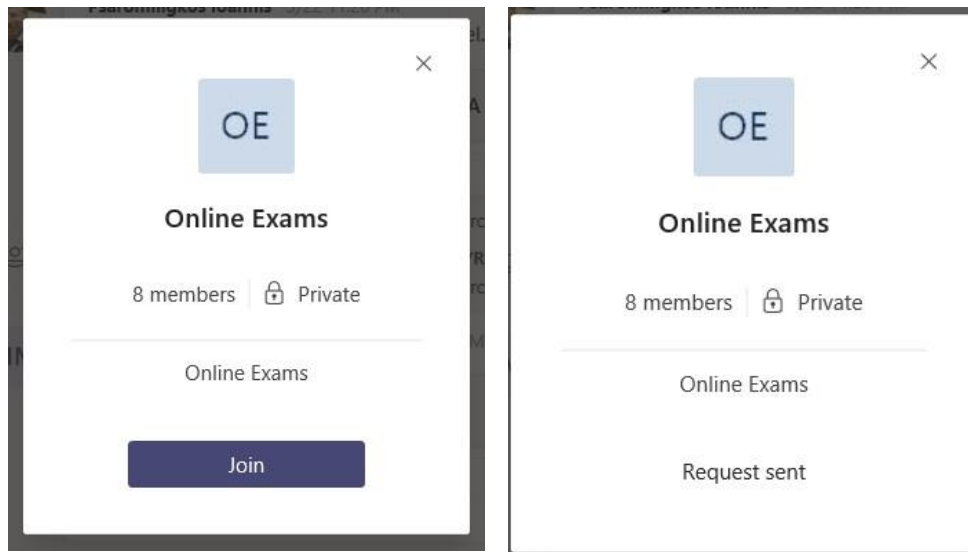 OE
Online Exams
8 members Private
Online Exams
Join
OE
Online Exams
8 members Private
Online Exams
Request sent